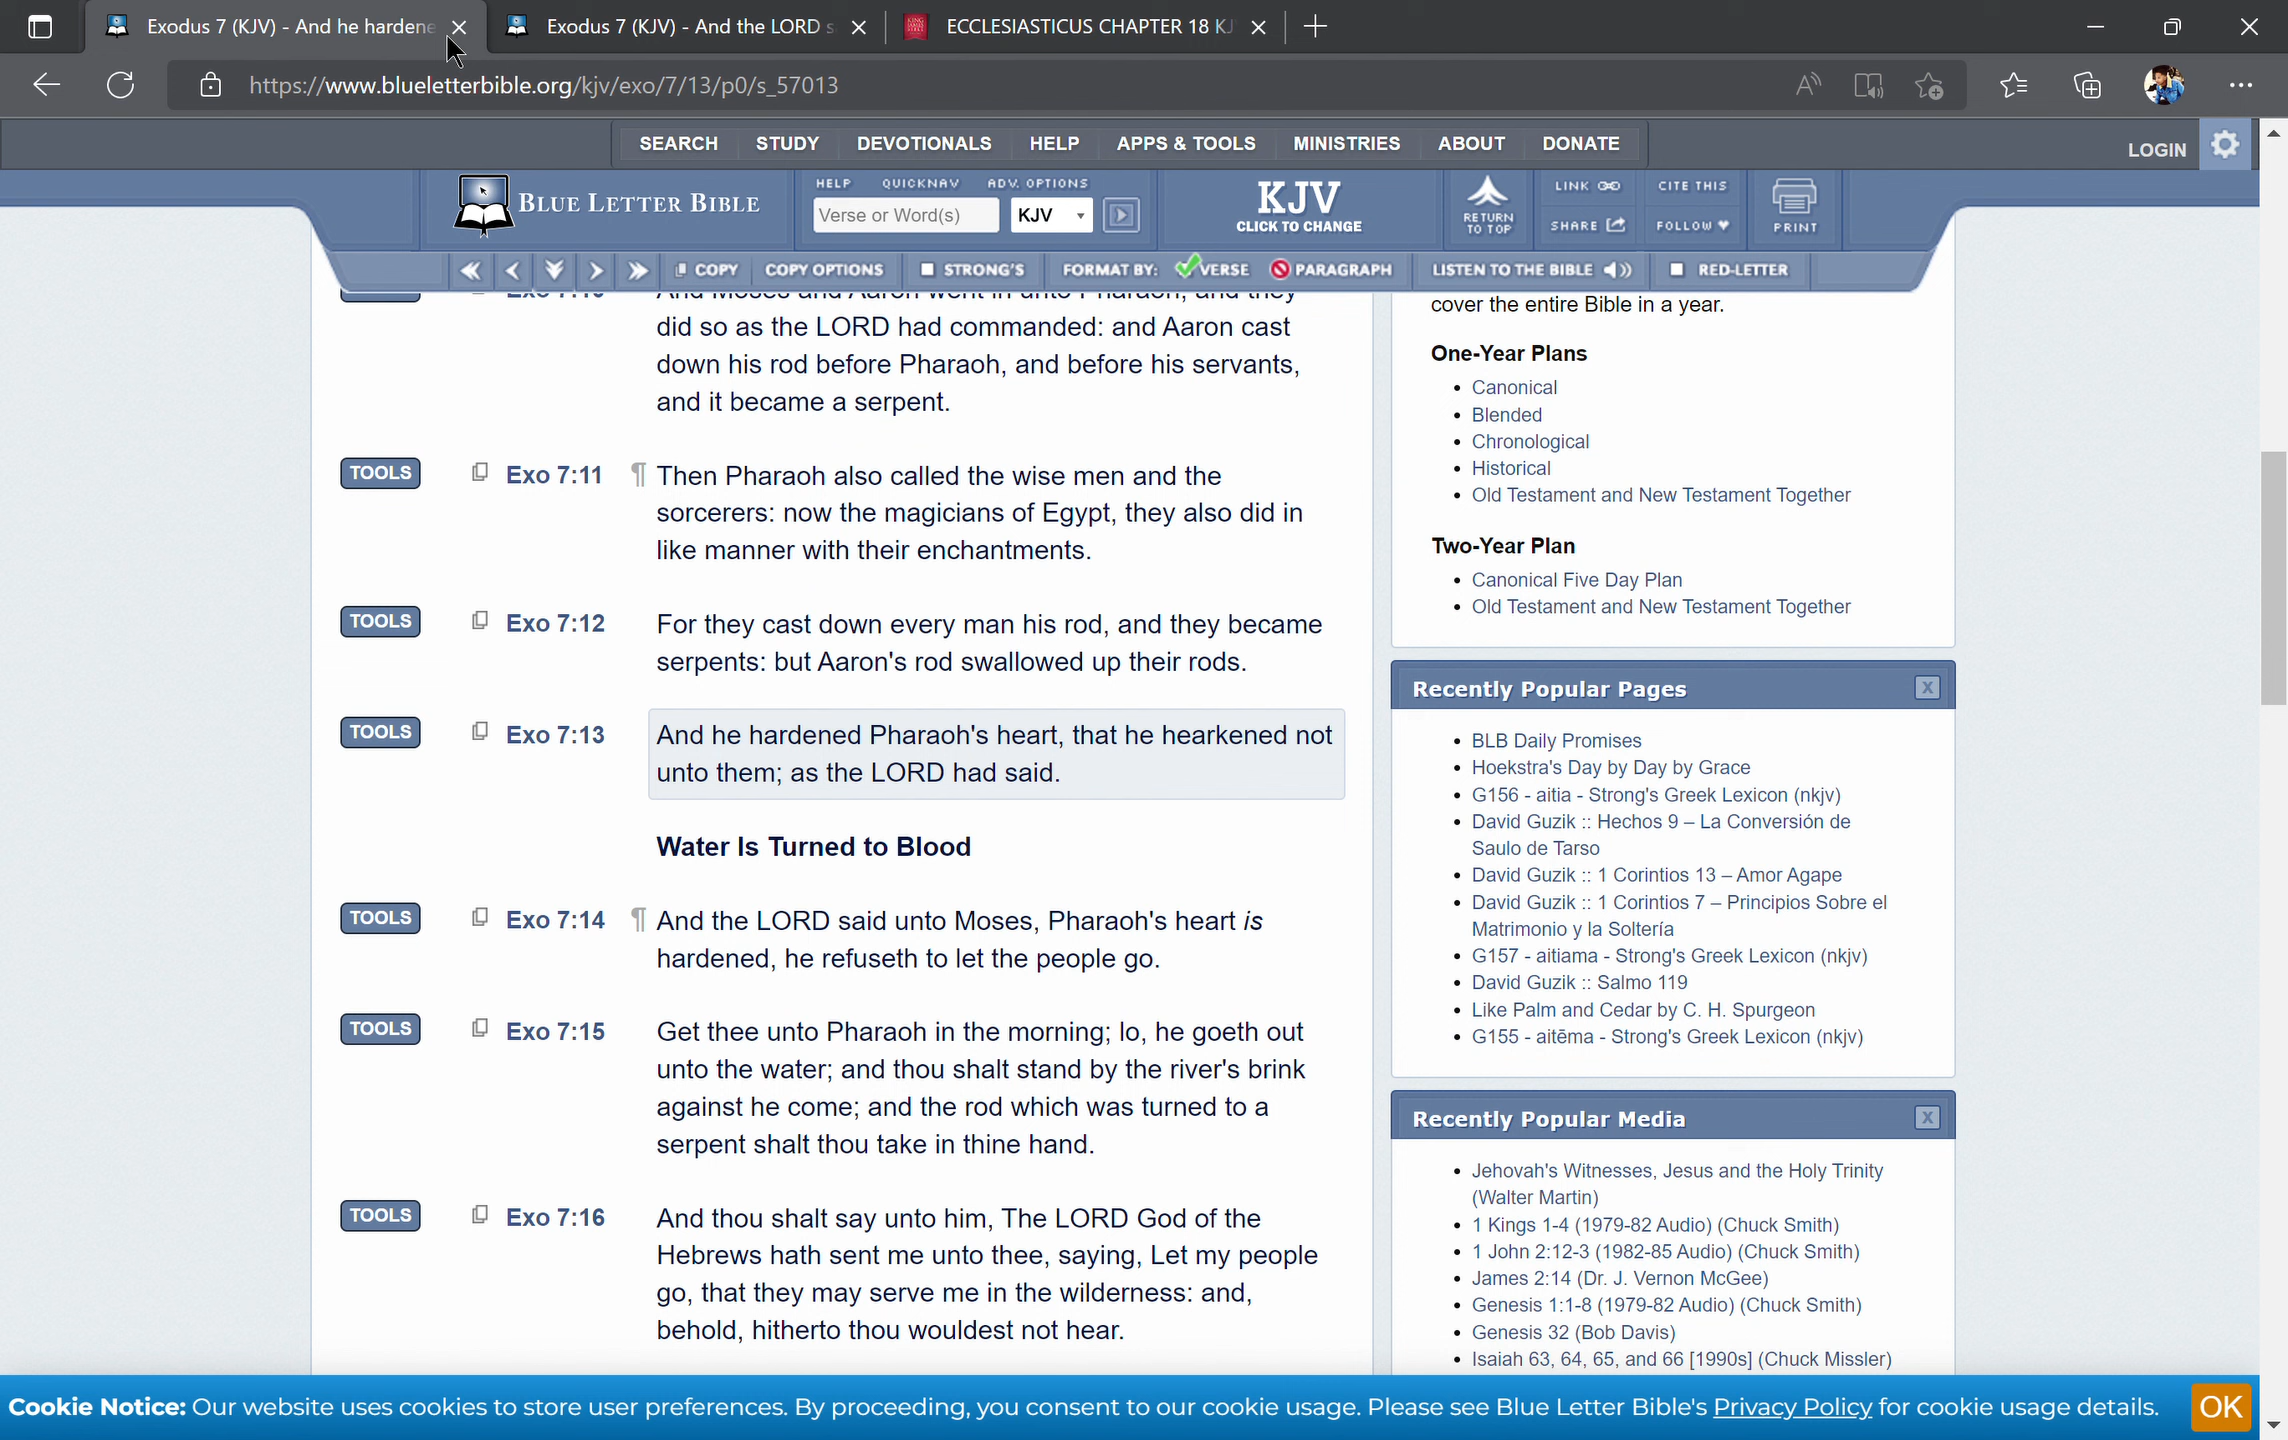 Exodus 7 (KJV) - And he hardene
Exodus 7 (KJV) - And the LORD s
ECCLESIASTICUS CHAPTER 18 KJ
https://www.blueletterbible.org/kjv/exo/7/13/p0/s_57013
SEARCH STUDY DEVOTIONALS HELP APPS & TOOLS MINISTRIES ABOUT DONATE
LOGIN
BLUE LETTER BIBLE
HELP QUICKNAV ADV. OPTIONS
Verse or Word(s) KJV
KJV
CLICK TO CHANGE
RETURN
TO TOP
LINK CITE THIS
SHARE FOLLOW
PRINT
COPY COPY OPTIONS STRONG'S FORMAT BY: VERSE PARAGRAPH LISTEN TO THE BIBLE RED-LETTER
And Moses and Aaron went in unto Pharaoh, and they
did so as the LORD had commanded: and Aaron cast
down his rod before Pharaoh, and before his servants,
and it became a serpent.
TOOLS Exo 7:11 ¶ Then Pharaoh also called the wise men and the
sorcerers: now the magicians of Egypt, they also did in
like manner with their enchantments.
TOOLS Exo 7:12 For they cast down every man his rod, and they became
serpents: but Aaron's rod swallowed up their rods.
TOOLS Exo 7:13 And he hardened Pharaoh's heart, that he hearkened not
unto them; as the LORD had said.
Water Is Turned to Blood
TOOLS Exo 7:14 ¶ And the LORD said unto Moses, Pharaoh's heart is
hardened, he refuseth to let the people go.
TOOLS Exo 7:15 Get thee unto Pharaoh in the morning; lo, he goeth out
unto the water; and thou shalt stand by the river's brink
against he come; and the rod which was turned to a
serpent shalt thou take in thine hand.
TOOLS Exo 7:16 And thou shalt say unto him, The LORD God of the
Hebrews hath sent me unto thee, saying, Let my people
go, that they may serve me in the wilderness: and,
behold, hitherto thou wouldest not hear.
cover the entire Bible in a year.
One-Year Plans
• Canonical
• Blended
• Chronological
• Historical
• Old Testament and New Testament Together
Two-Year Plan
• Canonical Five Day Plan
• Old Testament and New Testament Together
Recently Popular Pages X
• BLB Daily Promises
• Hoekstra's Day by Day by Grace
• G156 - aitia - Strong's Greek Lexicon (nkjv)
• David Guzik :: Hechos 9 – La Conversión de
Saulo de Tarso
• David Guzik :: 1 Corintios 13 – Amor Agape
• David Guzik :: 1 Corintios 7 – Principios Sobre el
Matrimonio y la Soltería
• G157 - aitiama - Strong's Greek Lexicon (nkjv)
• David Guzik :: Salmo 119
• Like Palm and Cedar by C. H. Spurgeon
• G155 - aitēma - Strong's Greek Lexicon (nkjv)
Recently Popular Media X
• Jehovah's Witnesses, Jesus and the Holy Trinity
(Walter Martin)
• 1 Kings 1-4 (1979-82 Audio) (Chuck Smith)
• 1 John 2:12-3 (1982-85 Audio) (Chuck Smith)
• James 2:14 (Dr. J. Vernon McGee)
• Genesis 1:1-8 (1979-82 Audio) (Chuck Smith)
• Genesis 32 (Bob Davis)
• Isaiah 63, 64, 65, and 66 [1990s] (Chuck Missler)
Cookie Notice: Our website uses cookies to store user preferences. By proceeding, you consent to our cookie usage. Please see Blue Letter Bible's Privacy Policy for cookie usage details. OK